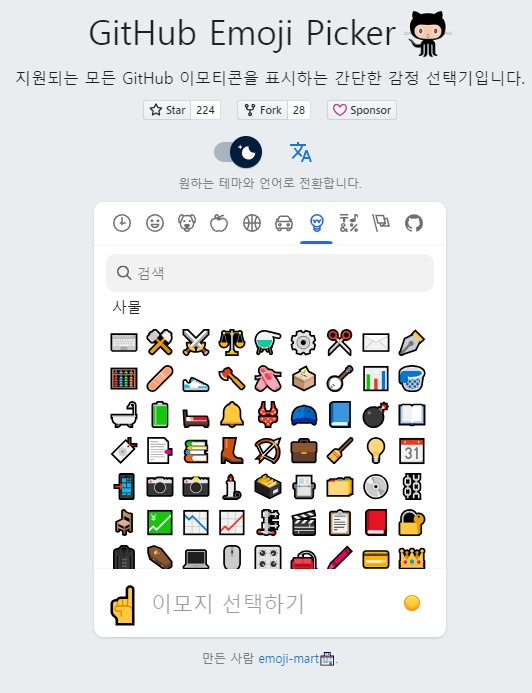 GitHub Emoji Picker
지원되는 모든 GitHub 이모티콘을 표시하는 간단한 감정 선택기입니다.
Star 224 Fork 28 Sponsor
원하는 테마와 언어로 전환합니다.
검색
사물
31
이모지 선택하기
만든 사람 emoji-mart🏪.